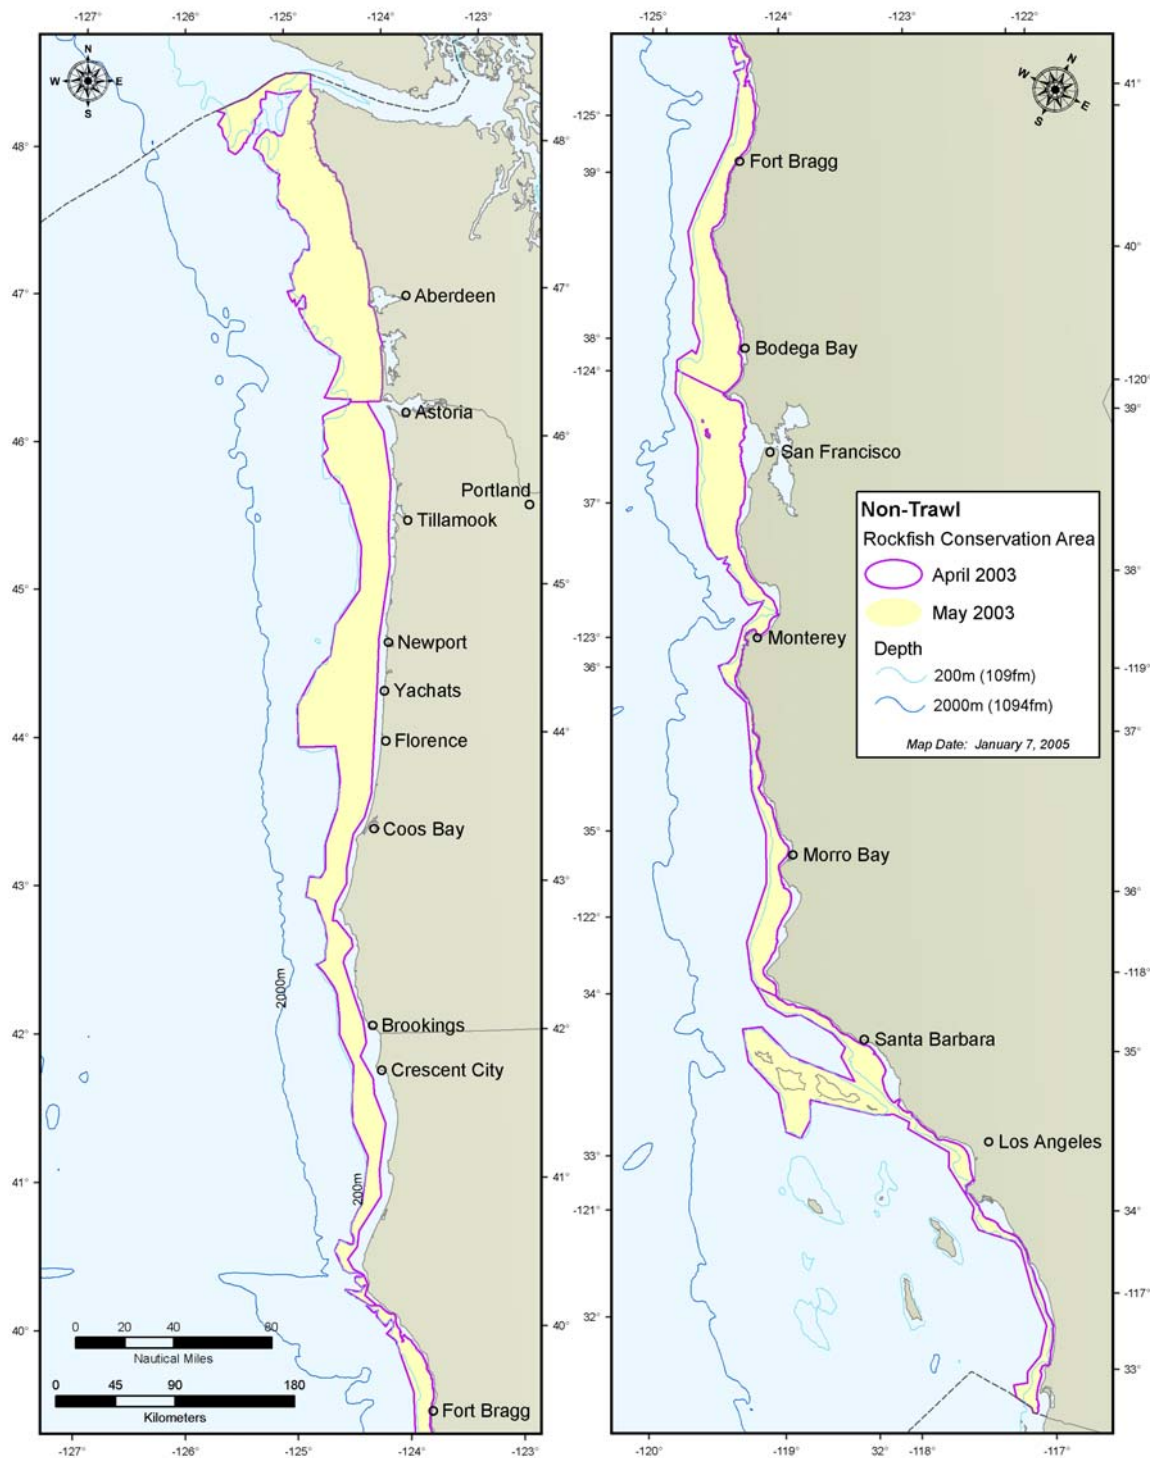 -127° -126° -125° -124° -123°
-125° -124° -123° -122°
N
W E
S
48°
47°
46°
45°
44°
43°
42°
41°
40°
48°
47°
46°
45°
44°
43°
42°
41°
40°
Aberdeen
Astoria
Portland
Tillamook
Newport
Yachats
Florence
Coos Bay
2000m
Brookings
Crescent City
200m
0 20 40 80
Nautical Miles
0 45 90 180
Kilometers
Fort Bragg
-127° -126° -125° -124° -123°
N
W
E
S
-125°
39°
38°
-124°
37°
-123°
36°
35°
-122°
34°
33°
-121°
32°
41°
40°
-120°
39°
38°
-119°
37°
36°
-118°
35°
34°
-117°
33°
Fort Bragg
Bodega Bay
San Francisco
Monterey
Morro Bay
Santa Barbara
Los Angeles
Non-Trawl
Rockfish Conservation Area
April 2003
May 2003
Depth
200m (109fm)
2000m (1094fm)
Map Date: January 7, 2005
-120° -119° 32° -118° -117°